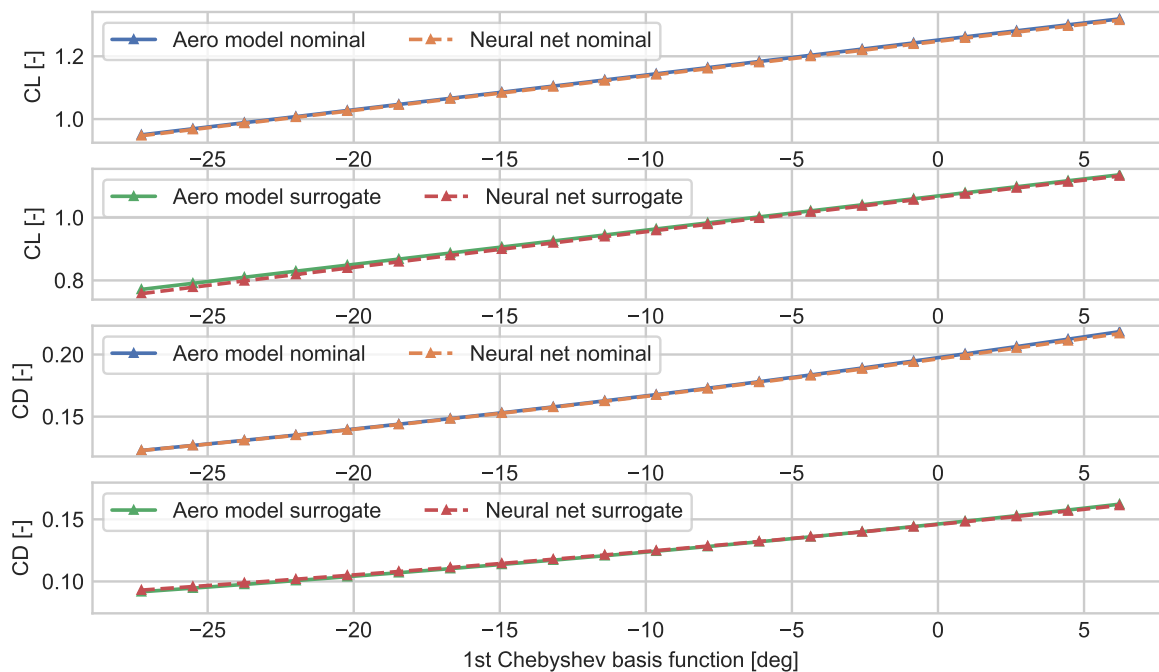 Aero model nominal Neural net nominal
CL [-]
1.2
1.0
−25 −20 −15 −10 −5 0 5
Aero model surrogate Neural net surrogate
CL [-]
1.0
0.8
−25 −20 −15 −10 −5 0 5
Aero model nominal Neural net nominal
CD [-]
0.20
0.15
−25 −20 −15 −10 −5 0 5
Aero model surrogate Neural net surrogate
CD [-]
0.15
0.10
−25 −20 −15 −10 −5 0 5
1st Chebyshev basis function [deg]